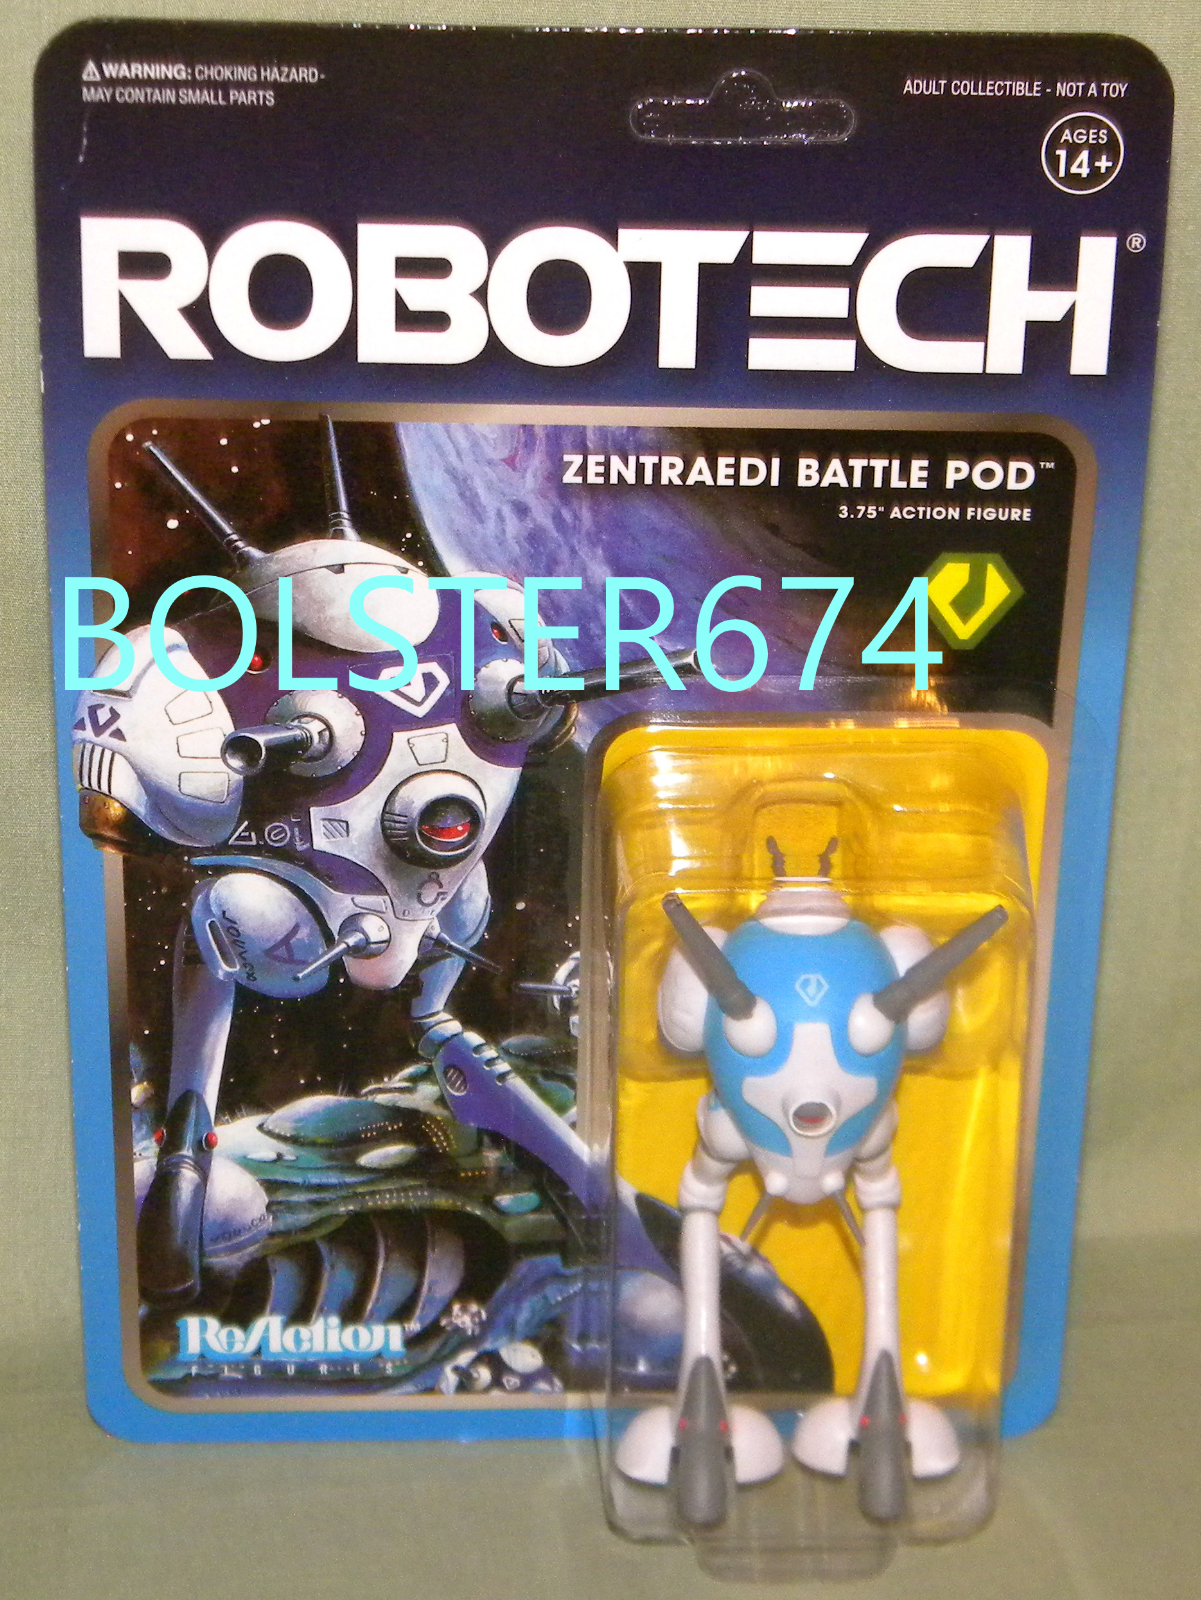 ⚠ WARNING: CHOKING HAZARD-
MAY CONTAIN SMALL PARTS
ADULT COLLECTIBLE - NOT A TOY
AGES
14+
ROBOTECH®
ZENTRAEDI BATTLE POD™
3.75" ACTION FIGURE
BOLSTER674
ReAction™
FIGURES